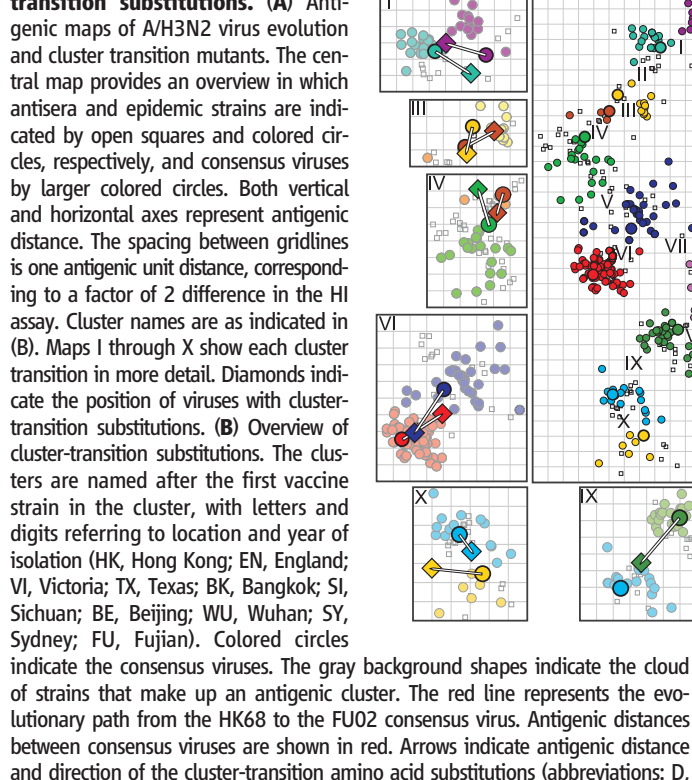 transition substitutions. (A) Anti-
genic maps of A/H3N2 virus evolution
and cluster transition mutants. The cen-
tral map provides an overview in which
antisera and epidemic strains are indi-
cated by open squares and colored cir-
cles, respectively, and consensus viruses
by larger colored circles. Both vertical
and horizontal axes represent antigenic
distance. The spacing between gridlines
is one antigenic unit distance, correspond-
ing to a factor of 2 difference in the HI
assay. Cluster names are as indicated in
(B). Maps I through X show each cluster
transition in more detail. Diamonds indi-
cate the position of viruses with cluster-
transition substitutions. (B) Overview of
cluster-transition substitutions. The clus-
ters are named after the first vaccine
strain in the cluster, with letters and
digits referring to location and year of
isolation (HK, Hong Kong; EN, England;
VI, Victoria; TX, Texas; BK, Bangkok; SI,
Sichuan; BE, Beijing; WU, Wuhan; SY,
Sydney; FU, Fujian). Colored circles
indicate the consensus viruses. The gray background shapes indicate the cloud
of strains that make up an antigenic cluster. The red line represents the evo-
lutionary path from the HK68 to the FU02 consensus virus. Antigenic distances
between consensus viruses are shown in red. Arrows indicate antigenic distance
and direction of the cluster-transition amino acid substitutions (abbreviations: D,
I
III
IV
VI
X
IX
I
II
III
IV
V
VI
VII
IX
X